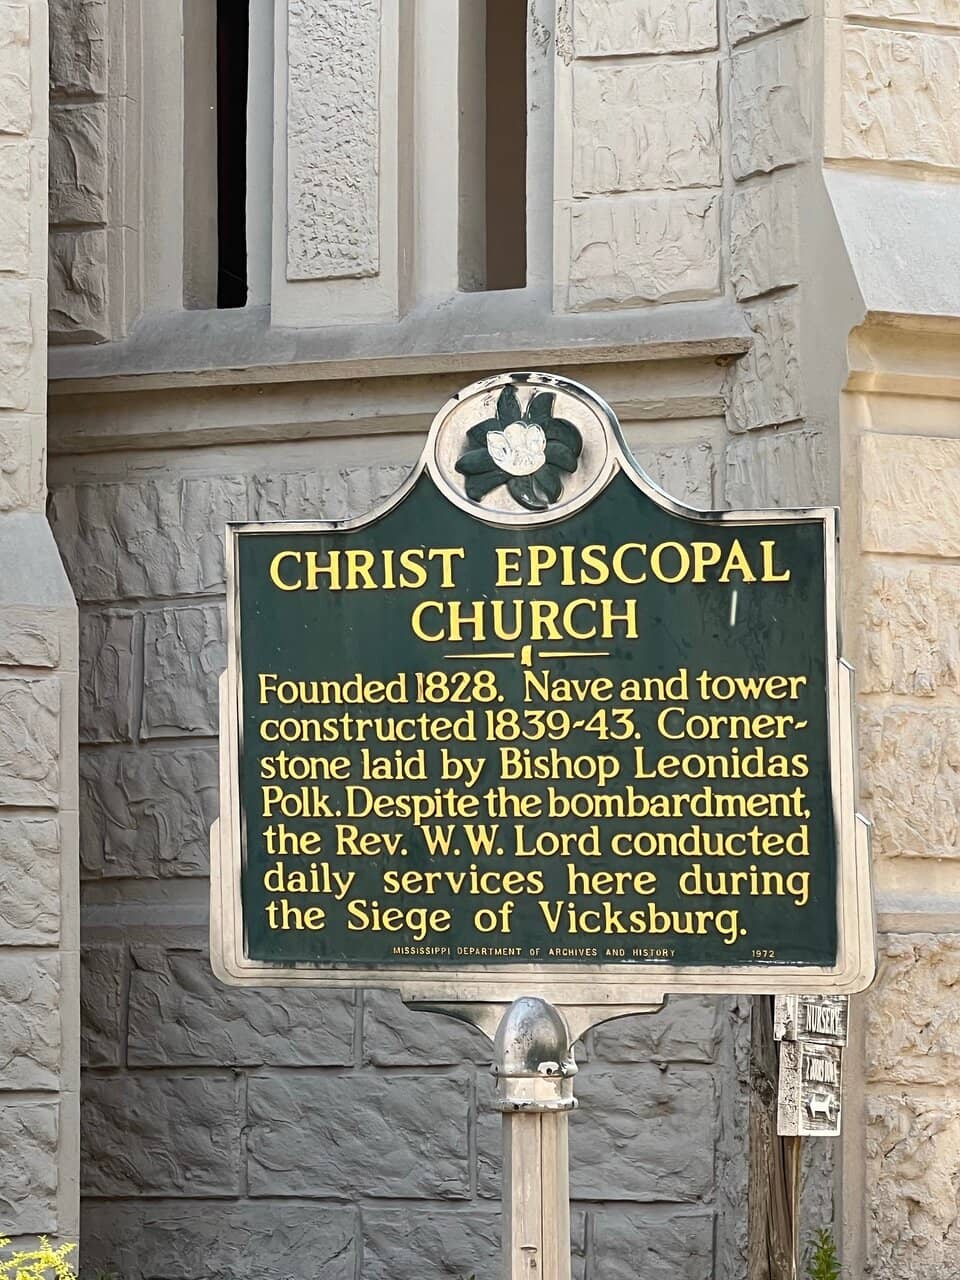 CHRIST EPISCOPAL
CHURCH
Founded 1828. Nave and tower
constructed 1839-43. Corner-
stone laid by Bishop Leonidas
Polk. Despite the bombardment,
the Rev. W.W. Lord conducted
daily services here during
the Siege of Vicksburg.
MISSISSIPPI DEPARTMENT OF ARCHIVES AND HISTORY 1972
NURSERY